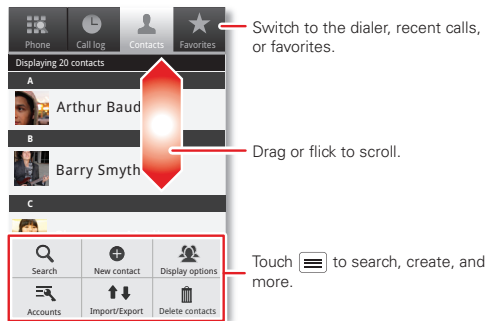 Phone Call log Contacts Favorites
Displaying 20 contacts
A
Arthur Baud
B
Barry Smyth
C
Search New contact Display options
Accounts Import/Export Delete contacts
Switch to the dialer, recent calls,
or favorites.
Drag or flick to scroll.
Touch to search, create, and
more.